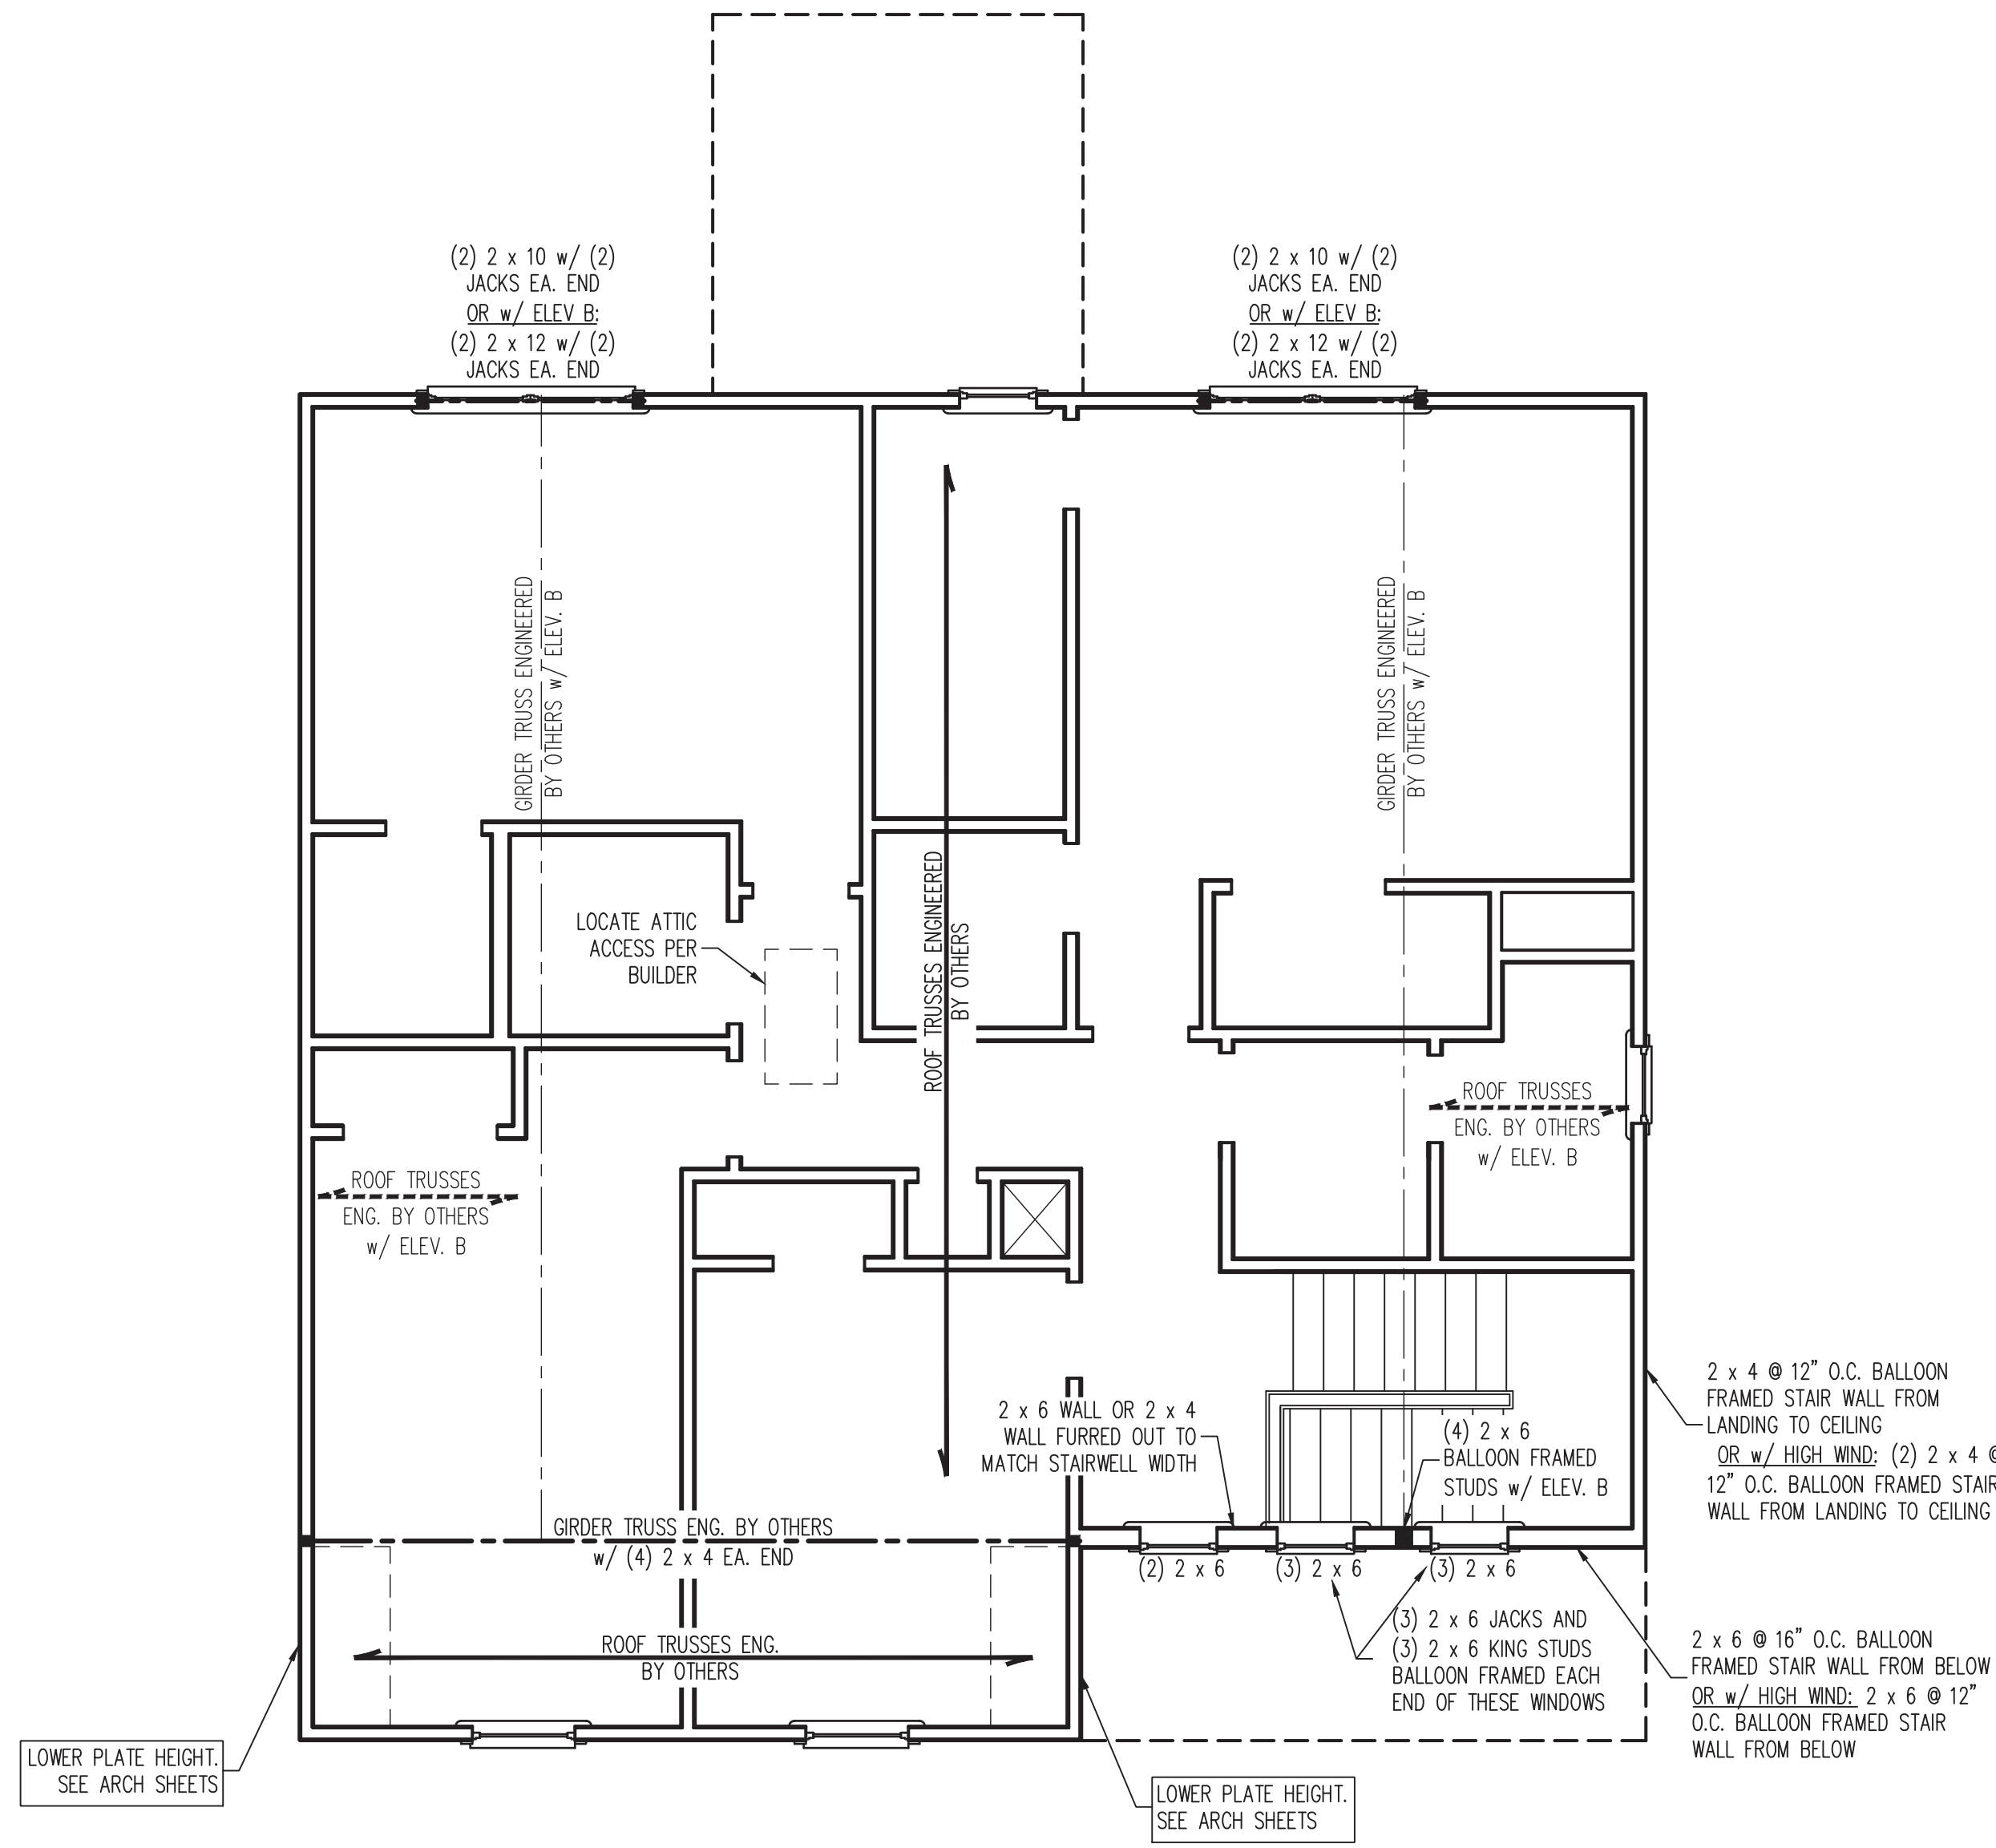 (2) 2 x 10 w/ (2)
JACKS EA. END
OR w/ ELEV B:
(2) 2 x 12 w/ (2)
JACKS EA. END
(2) 2 x 10 w/ (2)
JACKS EA. END
OR w/ ELEV B:
(2) 2 x 12 w/ (2)
JACKS EA. END
GIRDER TRUSS ENGINEERED
BY OTHERS w/ ELEV. B
GIRDER TRUSS ENGINEERED
BY OTHERS w/ ELEV. B
LOCATE ATTIC
ACCESS PER
BUILDER
ROOF TRUSSES ENGINEERED
BY OTHERS
ROOF TRUSSES
ENG. BY OTHERS
w/ ELEV. B
ROOF TRUSSES
ENG. BY OTHERS
w/ ELEV. B
2 x 4 @ 12" O.C. BALLOON
FRAMED STAIR WALL FROM
LANDING TO CEILING
OR w/ HIGH WIND: (2) 2 x 4 @
12" O.C. BALLOON FRAMED STAIR
WALL FROM LANDING TO CEILING
2 x 6 WALL OR 2 x 4
WALL FURRED OUT TO
MATCH STAIRWELL WIDTH
(4) 2 x 6
BALLOON FRAMED
STUDS w/ ELEV. B
GIRDER TRUSS ENG. BY OTHERS
w/ (4) 2 x 4 EA. END
(2) 2 x 6
(3) 2 x 6
(3) 2 x 6
(3) 2 x 6 JACKS AND
(3) 2 x 6 KING STUDS
BALLOON FRAMED EACH
END OF THESE WINDOWS
2 x 6 @ 16" O.C. BALLOON
FRAMED STAIR WALL FROM BELOW
OR w/ HIGH WIND: 2 x 6 @ 12"
O.C. BALLOON FRAMED STAIR
WALL FROM BELOW
ROOF TRUSSES ENG.
BY OTHERS
LOWER PLATE HEIGHT.
SEE ARCH SHEETS
LOWER PLATE HEIGHT.
SEE ARCH SHEETS